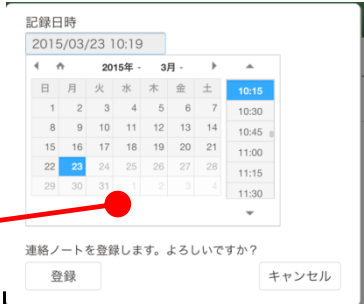 記録日時
2015/03/23 10:19
2015年 - 3月 -
日 月 火 水 木 金 土
1 2 3 4 5 6 7
8 9 10 11 12 13 14
15 16 17 18 19 20 21
22 23 24 25 26 27 28
29 30 31 1 2 3 4
10:15
10:30
10:45
11:00
11:15
11:30
連絡ノートを登録します。よろしいですか?
登録 キャンセル